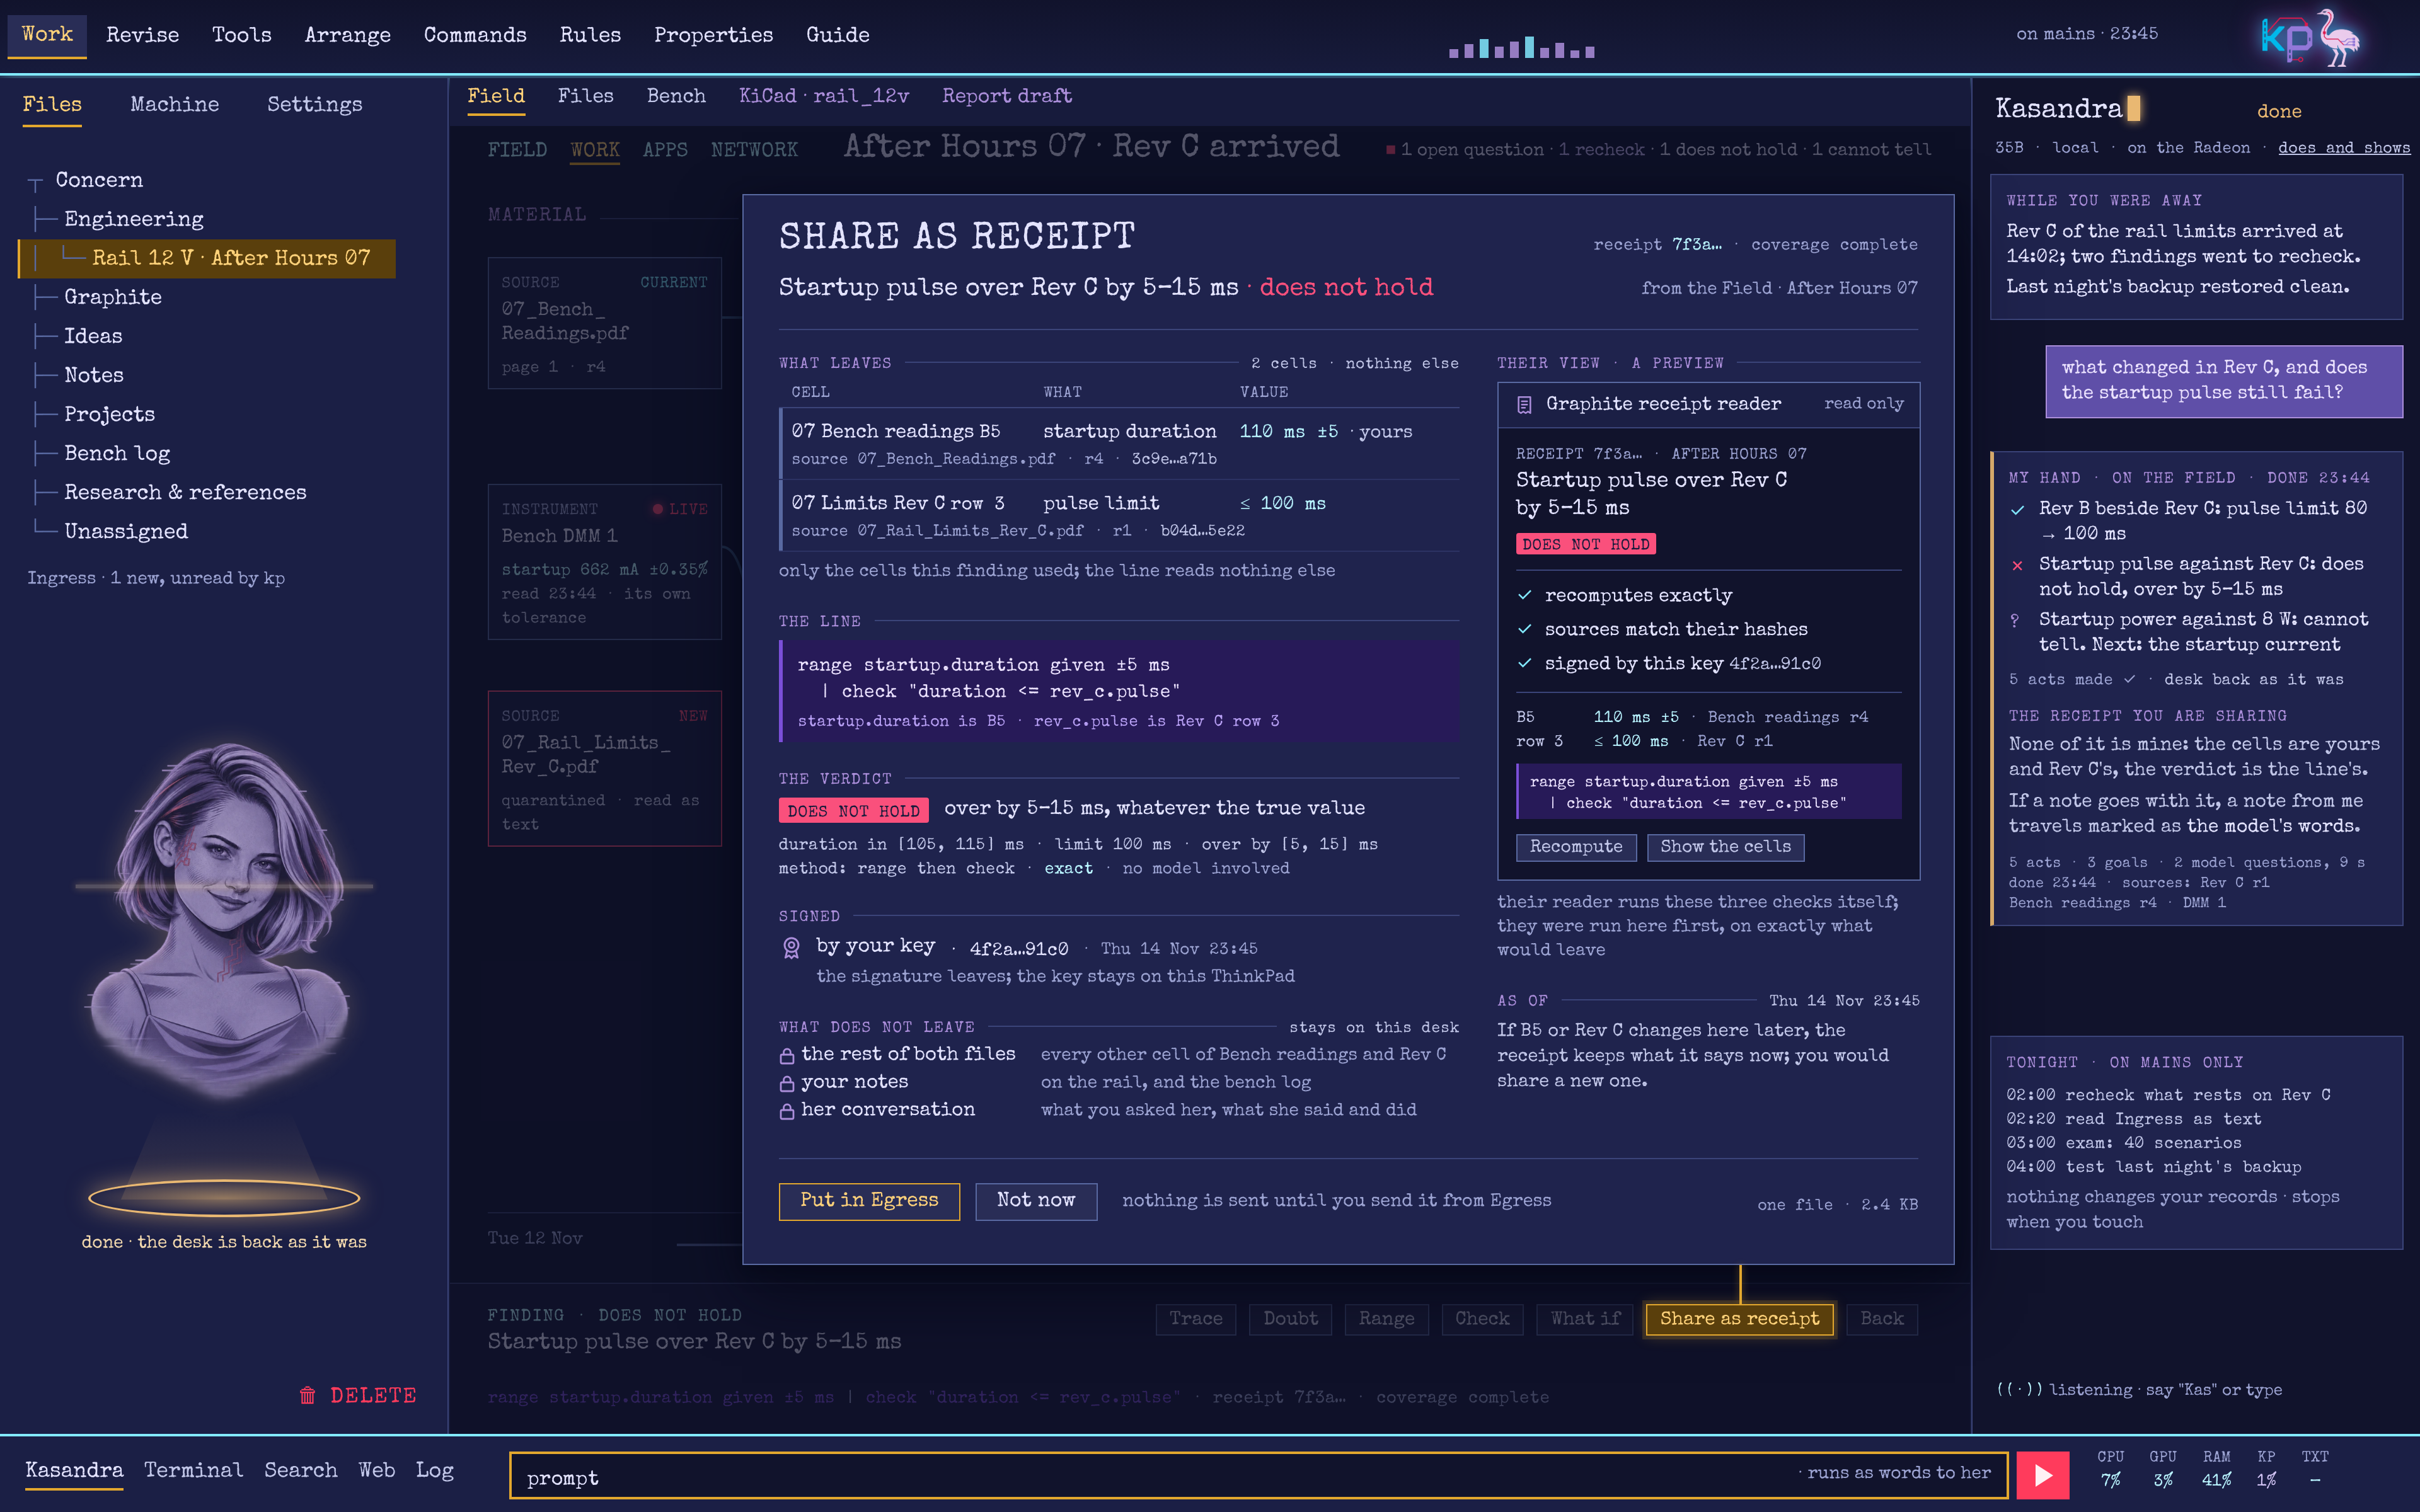 Work Revise Tools Arrange Commands Rules Properties Guide
on mains · 23:45
kp
Files Machine Settings
Concern
Engineering
Rail 12 V · After Hours 07
Graphite
Ideas
Notes
Projects
Bench log
Research & references
Unassigned
Ingress · 1 new, unread by kp
done · the desk is back as it was
DELETE
Field Files Bench KiCad · rail_12v Report draft
FIELD WORK APPS NETWORK
After Hours 07 · Rev C arrived
1 open question · 1 recheck · 1 does not hold · 1 cannot tell
MATERIAL
SOURCE CURRENT
07_Bench_
Readings.pdf
page 1 · r4
INSTRUMENT LIVE
Bench DMM 1
startup 662 mA ±0.35%
read 23:44 · its own
tolerance
SOURCE NEW
07_Rail_Limits_
Rev_C.pdf
quarantined · read as
text
Tue 12 Nov
SHARE AS RECEIPT
receipt 7f3a… · coverage complete
Startup pulse over Rev C by 5–15 ms · does not hold
from the Field · After Hours 07
WHAT LEAVES 2 cells · nothing else
CELL WHAT VALUE
07 Bench readings B5 startup duration 110 ms ±5 · yours
source 07_Bench_Readings.pdf · r4 · 3c9e…a71b
07 Limits Rev C row 3 pulse limit ≤ 100 ms
source 07_Rail_Limits_Rev_C.pdf · r1 · b04d…5e22
only the cells this finding used; the line reads nothing else
THE LINE
range startup.duration given ±5 ms
| check "duration <= rev_c.pulse"
startup.duration is B5 · rev_c.pulse is Rev C row 3
THE VERDICT
DOES NOT HOLD over by 5–15 ms, whatever the true value
duration in [105, 115] ms · limit 100 ms · over by [5, 15] ms
method: range then check · exact · no model involved
SIGNED
by your key · 4f2a…91c0 · Thu 14 Nov 23:45
the signature leaves; the key stays on this ThinkPad
WHAT DOES NOT LEAVE stays on this desk
the rest of both files every other cell of Bench readings and Rev C
your notes on the rail, and the bench log
her conversation what you asked her, what she said and did
THEIR VIEW · A PREVIEW
Graphite receipt reader read only
RECEIPT 7f3a… · AFTER HOURS 07
Startup pulse over Rev C
by 5–15 ms
DOES NOT HOLD
recomputes exactly
sources match their hashes
signed by this key 4f2a…91c0
B5 110 ms ±5 · Bench readings r4
row 3 ≤ 100 ms · Rev C r1
range startup.duration given ±5 ms
| check "duration <= rev_c.pulse"
Recompute Show the cells
their reader runs these three checks itself;
they were run here first, on exactly what
would leave
AS OF Thu 14 Nov 23:45
If B5 or Rev C changes here later, the
receipt keeps what it says now; you would
share a new one.
Put in Egress Not now nothing is sent until you send it from Egress
one file · 2.4 KB
FINDING · DOES NOT HOLD
Startup pulse over Rev C by 5–15 ms
Trace Doubt Range Check What if Share as receipt Back
range startup.duration given ±5 ms | check "duration <= rev_c.pulse" · receipt 7f3a… · coverage complete
Kasandra done
35B · local · on the Radeon · does and shows
WHILE YOU WERE AWAY
Rev C of the rail limits arrived at
14:02; two findings went to recheck.
Last night's backup restored clean.
what changed in Rev C, and does
the startup pulse still fail?
MY HAND · ON THE FIELD · DONE 23:44
Rev B beside Rev C: pulse limit 80
→ 100 ms
Startup pulse against Rev C: does
not hold, over by 5–15 ms
? Startup power against 8 W: cannot
tell. Next: the startup current
5 acts made ✓ · desk back as it was
THE RECEIPT YOU ARE SHARING
None of it is mine: the cells are yours
and Rev C's, the verdict is the line's.
If a note goes with it, a note from me
travels marked as the model's words.
5 acts · 3 goals · 2 model questions, 9 s
done 23:44 · sources: Rev C r1
Bench readings r4 · DMM 1
TONIGHT · ON MAINS ONLY
02:00 recheck what rests on Rev C
02:20 read Ingress as text
03:00 exam: 40 scenarios
04:00 test last night's backup
nothing changes your records · stops
when you touch
((·)) listening · say "Kas" or type
Kasandra Terminal Search Web Log
prompt · runs as words to her
CPU GPU RAM KP TXT
7% 3% 41% 1% —